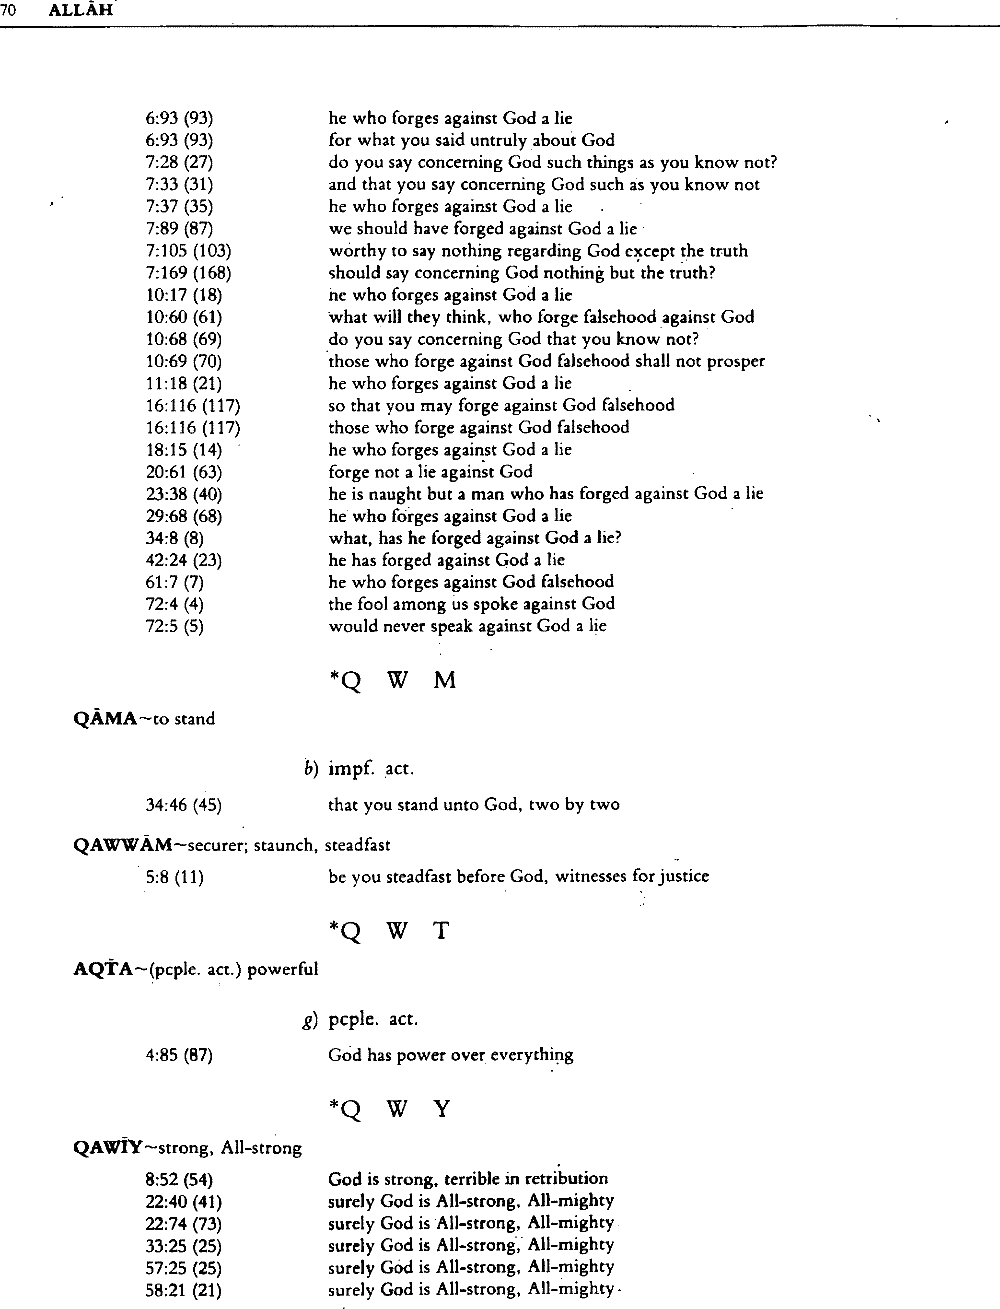 70 ALLĀH
6:93 (93) he who forges against God a lie
6:93 (93) for what you said untruly about God
7:28 (27) do you say concerning God such things as you know not?
7:33 (31) and that you say concerning God such as you know not
7:37 (35) he who forges against God a lie
7:89 (87) we should have forged against God a lie
7:105 (103) worthy to say nothing regarding God except the truth
7:169 (168) should say concerning God nothing but the truth?
10:17 (18) he who forges against God a lie
10:60 (61) what will they think, who forge falsehood against God
10:68 (69) do you say concerning God that you know not?
10:69 (70) those who forge against God falsehood shall not prosper
11:18 (21) he who forges against God a lie
16:116 (117) so that you may forge against God falsehood
16:116 (117) those who forge against God falsehood
18:15 (14) he who forges against God a lie
20:61 (63) forge not a lie against God
23:38 (40) he is naught but a man who has forged against God a lie
29:68 (68) he who forges against God a lie
34:8 (8) what, has he forged against God a lie?
42:24 (23) he has forged against God a lie
61:7 (7) he who forges against God falsehood
72:4 (4) the fool among us spoke against God
72:5 (5) would never speak against God a lie
*Q W M
QĀMA~to stand
b) impf. act.
34:46 (45) that you stand unto God, two by two
QAWWĀM~securer; staunch, steadfast
5:8 (11) be you steadfast before God, witnesses for justice
*Q W T
AQĪTA~(pcple. act.) powerful
g) pcple. act.
4:85 (87) God has power over everything
*Q W Y
QAWĪY~strong, All-strong
8:52 (54) God is strong, terrible in retribution
22:40 (41) surely God is All-strong, All-mighty
22:74 (73) surely God is All-strong, All-mighty
33:25 (25) surely God is All-strong, All-mighty
57:25 (25) surely God is All-strong, All-mighty
58:21 (21) surely God is All-strong, All-mighty